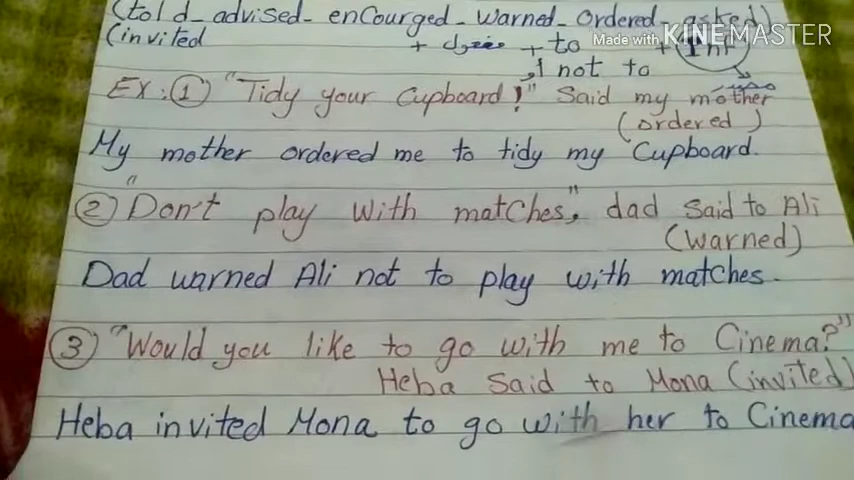 (told - advised - encourged - warned - ordered - asked)
(invited + to + inf
not to
Made with KINEMASTER
EX: ① "Tidy your Cupboard!" Said my mother
(ordered)
My mother ordered me to tidy my Cupboard.
② "Don't play with matches", dad Said to Ali
(warned)
Dad warned Ali not to play with matches.
③ "Would you like to go with me to Cinema?"
Heba Said to Mona (invited)
Heba invited Mona to go with her to Cinema